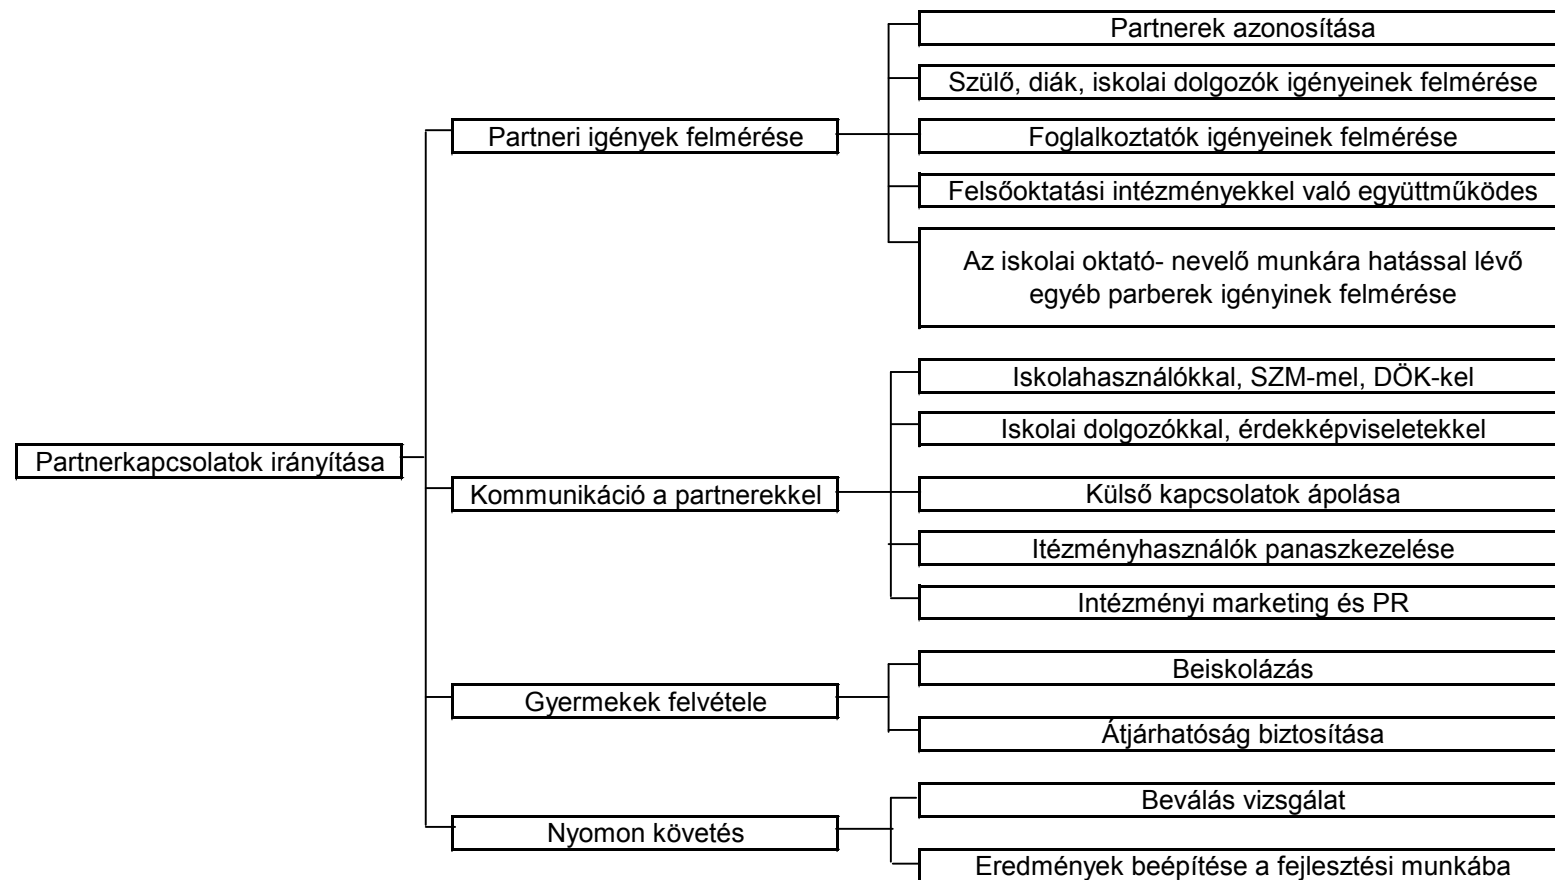 Partnerkapcsolatok irányítása
Partneri igények felmérése
Partnerek azonosítása
Szülő, diák, iskolai dolgozók igényeinek felmérése
Foglalkoztatók igényeinek felmérése
Felsőoktatási intézményekkel való együttműködes
Az iskolai oktató- nevelő munkára hatással lévő
egyéb parberek igényinek felmérése
Kommunikáció a partnerekkel
Iskolahasználókkal, SZM-mel, DÖK-kel
Iskolai dolgozókkal, érdekképviseletekkel
Külső kapcsolatok ápolása
Itézményhasználók panaszkezelése
Intézményi marketing és PR
Gyermekek felvétele
Beiskolázás
Átjárhatóság biztosítása
Nyomon követés
Beválás vizsgálat
Eredmények beépítése a fejlesztési munkába